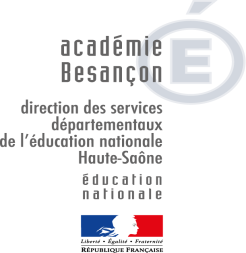 académie
Besançon
É
direction des services
départementaux
de l'éducation nationale
Haute-Saône
éducation
nationale
Liberté • Égalité • Fraternité
RÉPUBLIQUE FRANÇAISE